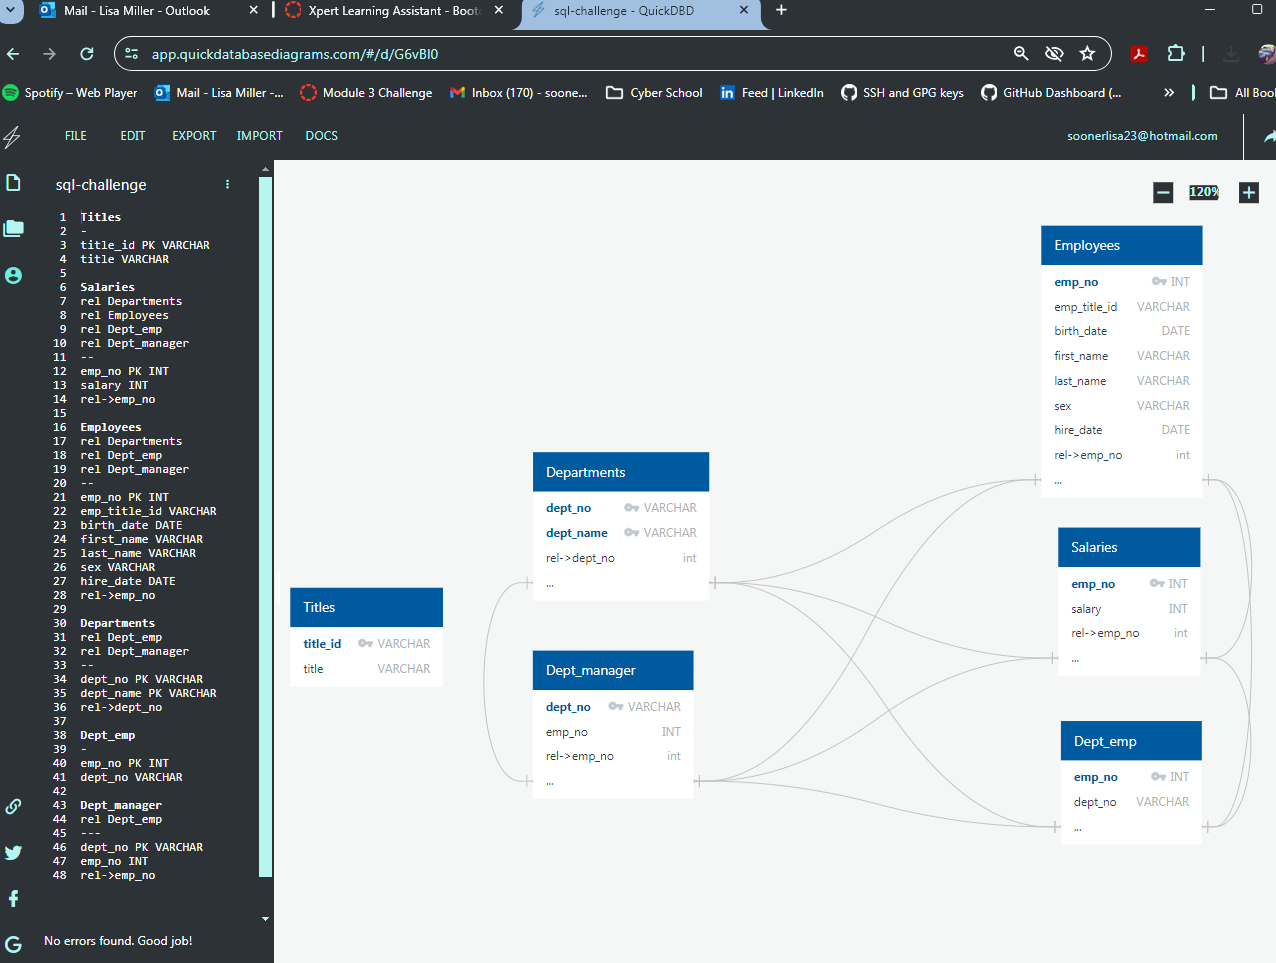 Mail - Lisa Miller - Outlook
Xpert Learning Assistant - Boot
sql-challenge - QuickDBD
app.quickdatabasediagrams.com/#/d/G6vBl0
Spotify – Web Player
Mail - Lisa Miller -...
Module 3 Challenge
Inbox (170) - soone...
Cyber School
Feed | LinkedIn
SSH and GPG keys
GitHub Dashboard (...
All Boo
FILE
EDIT
EXPORT
IMPORT
DOCS
soonerlisa23@hotmail.com
sql-challenge
1 Titles
2 -
3 title_id PK VARCHAR
4 title VARCHAR
5
6 Salaries
7 rel Departments
8 rel Employees
9 rel Dept_emp
10 rel Dept_manager
11 --
12 emp_no PK INT
13 salary INT
14 rel->emp_no
15
16 Employees
17 rel Departments
18 rel Dept_emp
19 rel Dept_manager
20 --
21 emp_no PK INT
22 emp_title_id VARCHAR
23 birth_date DATE
24 first_name VARCHAR
25 last_name VARCHAR
26 sex VARCHAR
27 hire_date DATE
28 rel->emp_no
29
30 Departments
31 rel Dept_emp
32 rel Dept_manager
33 --
34 dept_no PK VARCHAR
35 dept_name PK VARCHAR
36 rel->dept_no
37
38 Dept_emp
39 -
40 emp_no PK INT
41 dept_no VARCHAR
42
43 Dept_manager
44 rel Dept_emp
45 ---
46 dept_no PK VARCHAR
47 emp_no INT
48 rel->emp_no
No errors found. Good job!
120%
Titles
title_id VARCHAR
title VARCHAR
Departments
dept_no VARCHAR
dept_name VARCHAR
rel->dept_no int
...
Dept_manager
dept_no VARCHAR
emp_no INT
rel->emp_no int
...
Employees
emp_no INT
emp_title_id VARCHAR
birth_date DATE
first_name VARCHAR
last_name VARCHAR
sex VARCHAR
hire_date DATE
rel->emp_no int
...
Salaries
emp_no INT
salary INT
rel->emp_no int
...
Dept_emp
emp_no INT
dept_no VARCHAR
...